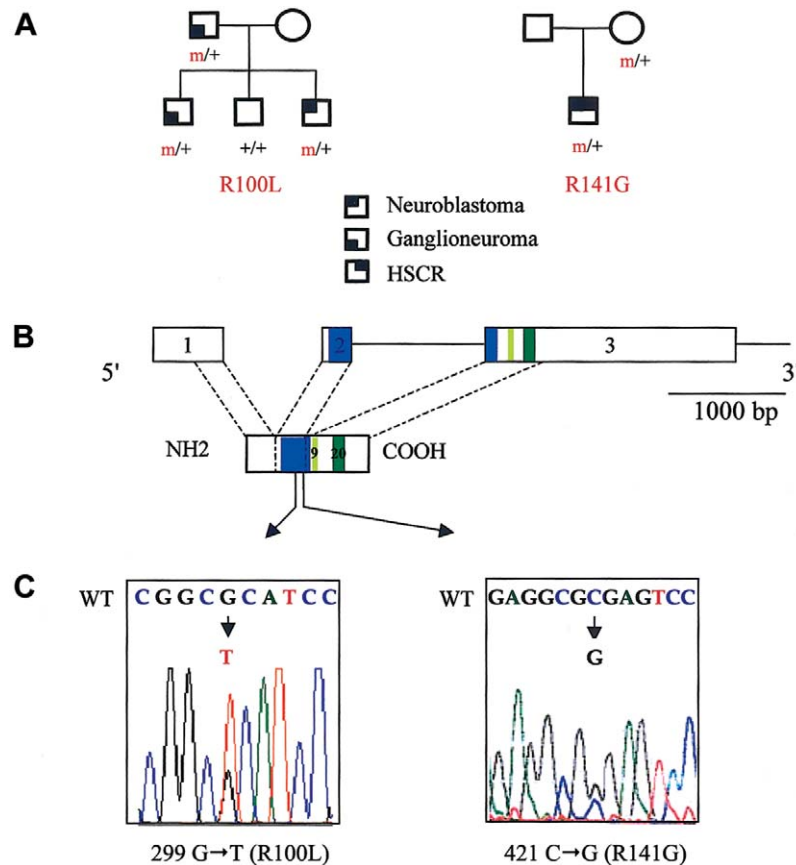 A
m/+
m/+
m/+ +/+ m/+ m/+
R100L R141G
Neuroblastoma
Ganglioneuroma
HSCR
B
1 2 3
5' 3
1000 bp
NH2 9 20 COOH
C
WT CGGCGCATCC WT GAGGCGCGAGTCC
T G
299 G→T (R100L) 421 C→G (R141G)